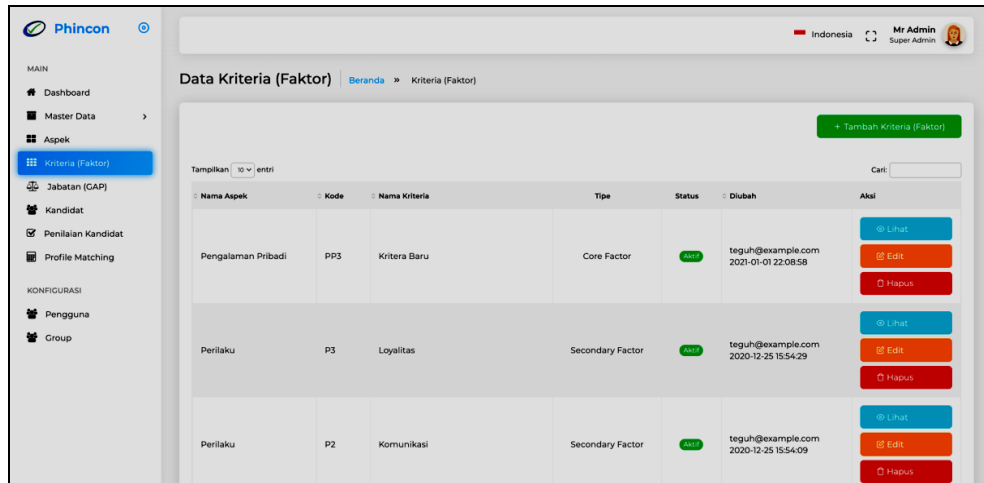 Phincon
Indonesia
Mr Admin
Super Admin
MAIN
Dashboard
Master Data
Aspek
Kriteria (Faktor)
Jabatan (GAP)
Kandidat
Penilaian Kandidat
Profile Matching
KONFIGURASI
Pengguna
Group
Data Kriteria (Faktor) Beranda » Kriteria (Faktor)
+ Tambah Kriteria (Faktor)
Tampilkan 10 entri Cari:
Nama Aspek Kode Nama Kriteria Tipe Status Diubah Aksi
Pengalaman Pribadi PP3 Kritera Baru Core Factor Aktif teguh@example.com
2021-01-01 22:08:58
Lihat
Edit
Hapus
Perilaku P3 Loyalitas Secondary Factor Aktif teguh@example.com
2020-12-25 15:54:29
Lihat
Edit
Hapus
Perilaku P2 Komunikasi Secondary Factor Aktif teguh@example.com
2020-12-25 15:54:09
Lihat
Edit
Hapus